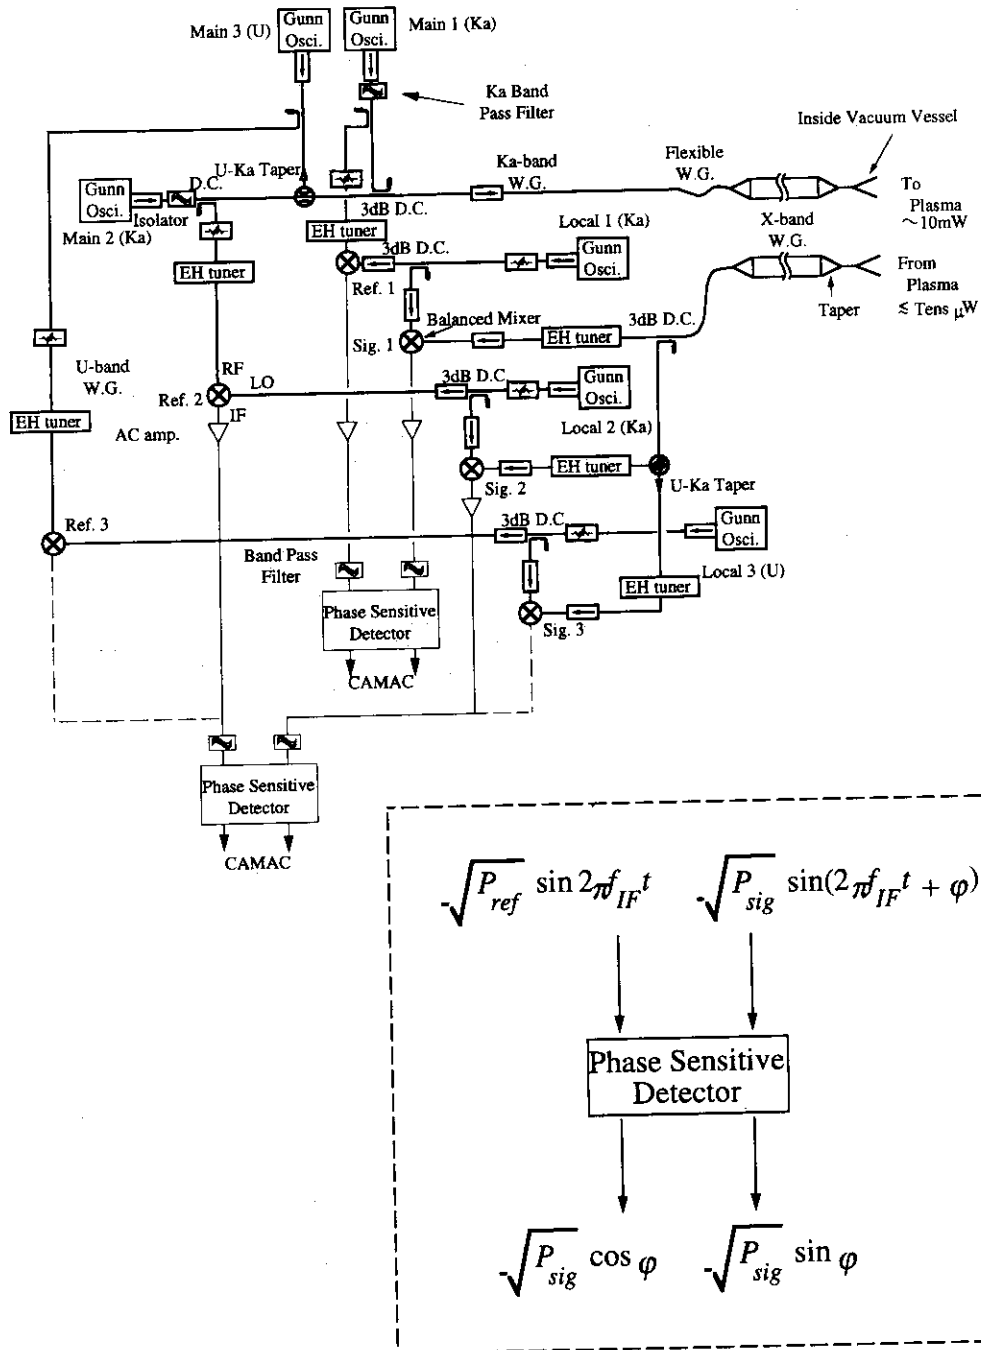 Main 3 (U)
Gunn
Osci.
Gunn
Osci.
Main 1 (Ka)
Ka Band
Pass Filter
Inside Vacuum Vessel
U-Ka Taper
Ka-band
W.G.
Flexible
W.G.
To
Plasma
~10mW
Gunn
Osci.
D.C.
Isolator
Main 2 (Ka)
3dB D.C.
X-band
W.G.
EH tuner
3dB D.C.
Local 1 (Ka)
Gunn
Osci.
From
Plasma
≲ Tens μW
EH tuner
Ref. 1
Taper
Balanced Mixer
Sig. 1
EH tuner
3dB D.C.
U-band
W.G.
RF
LO
Ref. 2
IF
3dB D.C
Gunn
Osci.
Local 2 (Ka)
EH tuner
AC amp.
EH tuner
Sig. 2
U-Ka Taper
Ref. 3
3dB D.C
Gunn
Osci.
Band Pass
Filter
Local 3 (U)
EH tuner
Phase Sensitive
Detector
Sig. 3
CAMAC
Phase Sensitive
Detector
CAMAC
√P_ref sin 2πf_IF t √P_sig sin(2πf_IF t + φ)
Phase Sensitive
Detector
√P_sig cos φ √P_sig sin φ